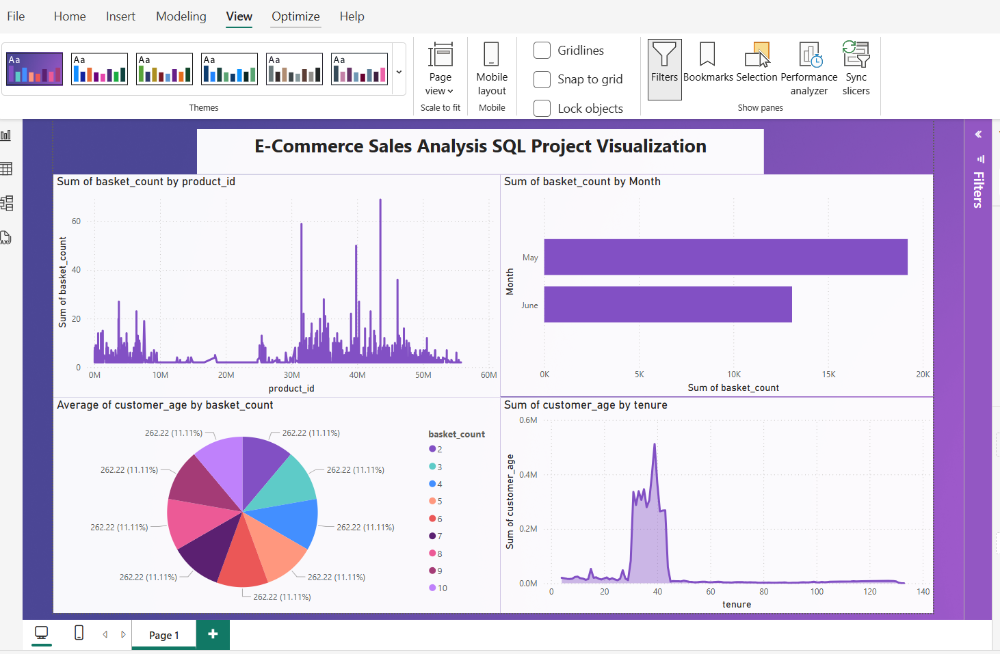 File Home Insert Modeling View Optimize Help
Aa Aa Aa Aa Aa Aa
Themes
Page view
Scale to fit
Mobile layout
Mobile
Gridlines
Snap to grid
Lock objects
Filters
Bookmarks
Selection
Performance analyzer
Sync slicers
Show panes
E-Commerce Sales Analysis SQL Project Visualization
Sum of basket_count by product_id
Sum of basket_count
60
40
20
0
0M 10M 20M 30M 40M 50M 60M
product_id
Sum of basket_count by Month
Month
May
June
0K 5K 10K 15K 20K
Sum of basket_count
Average of customer_age by basket_count
262.22 (11.11%) 262.22 (11.11%)
262.22 (11.11%) 262.22 (11.11%)
262.22 (11.11%) 262.22 (11.11%)
262.22 (11.11%) 262.22 (11.11%)
262.22 (11.11%)
basket_count
2
3
4
5
6
7
8
9
10
Sum of customer_age by tenure
Sum of customer_age
0.6M
0.4M
0.2M
0.0M
0 20 40 60 80 100 120 140
tenure
Filters
Page 1